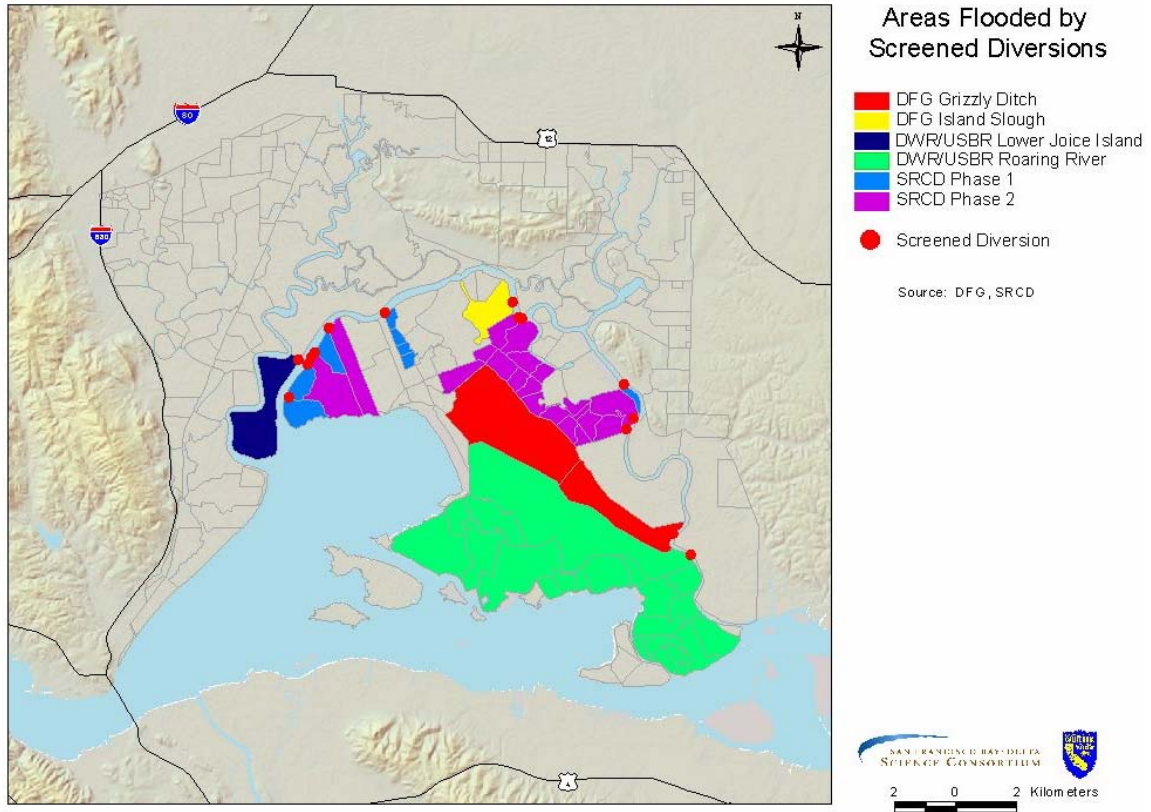 Areas Flooded by
Screened Diversions
N
DFG Grizzly Ditch
DFG Island Slough
DWR/USBR Lower Joice Island
DWR/USBR Roaring River
SRCD Phase 1
SRCD Phase 2
Screened Diversion
Source: DFG, SRCD
80
12
680
4
SAN FRANCISCO BAY-DELTA
SCIENCE CONSORTIUM
2 0 2 Kilometers